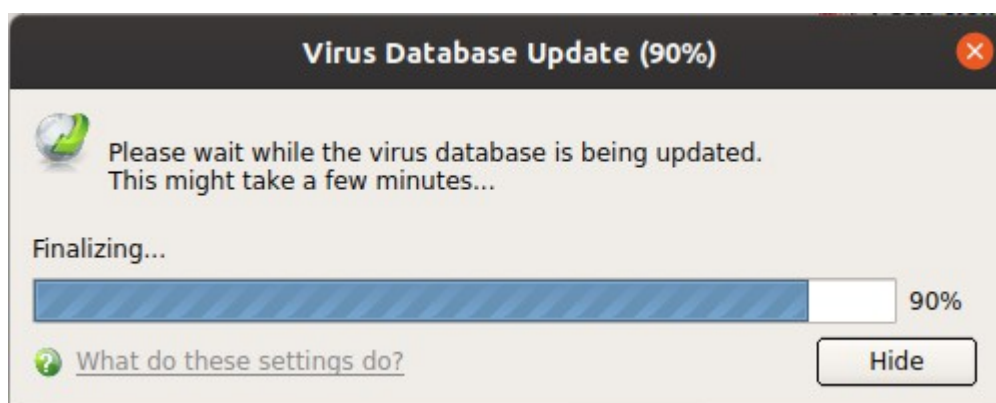 Virus Database Update (90%)
Please wait while the virus database is being updated.
This might take a few minutes...
Finalizing...
90%
What do these settings do?
Hide